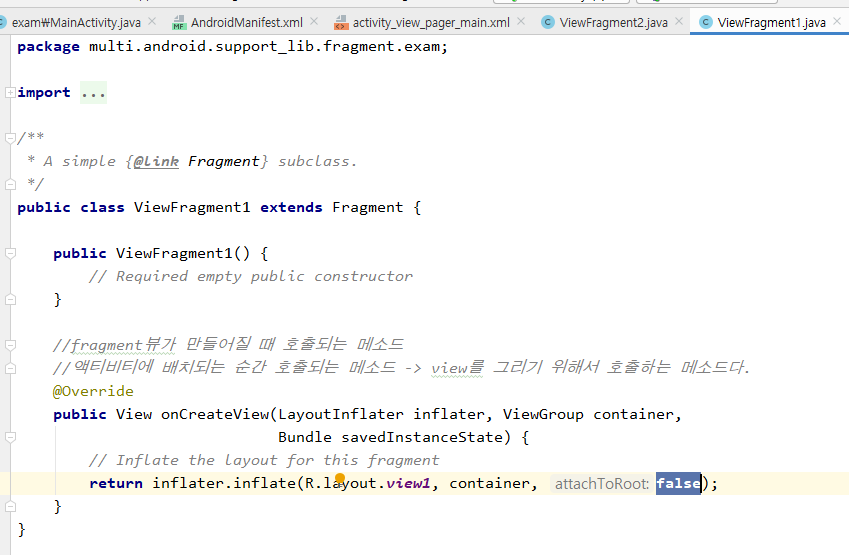 exam\MainActivity.java AndroidManifest.xml activity_view_pager_main.xml ViewFragment2.java ViewFragment1.java
package multi.android.support_lib.fragment.exam;
import ...
/**
 * A simple {@link Fragment} subclass.
 */
public class ViewFragment1 extends Fragment {
    public ViewFragment1() {
        // Required empty public constructor
    }
    //fragment뷰가 만들어질 때 호출되는 메소드
    //액티비티에 배치되는 순간 호출되는 메소드 -> view를 그리기 위해서 호출하는 메소드다.
    @Override
    public View onCreateView(LayoutInflater inflater, ViewGroup container,
                             Bundle savedInstanceState) {
        // Inflate the layout for this fragment
        return inflater.inflate(R.layout.view1, container, attachToRoot: false);
    }
}